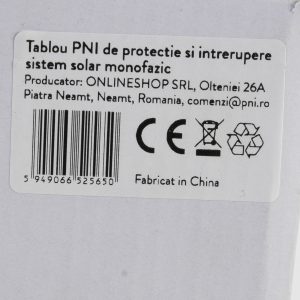 Tablou PNI de protectie si intrerupere
sistem solar monofazic
Producator: ONLINESHOP SRL, Olteniei 26A
Piatra Neamt, Neamt, Romania, comenzi@pni.ro
CE
5 949066 525650
Fabricat in China